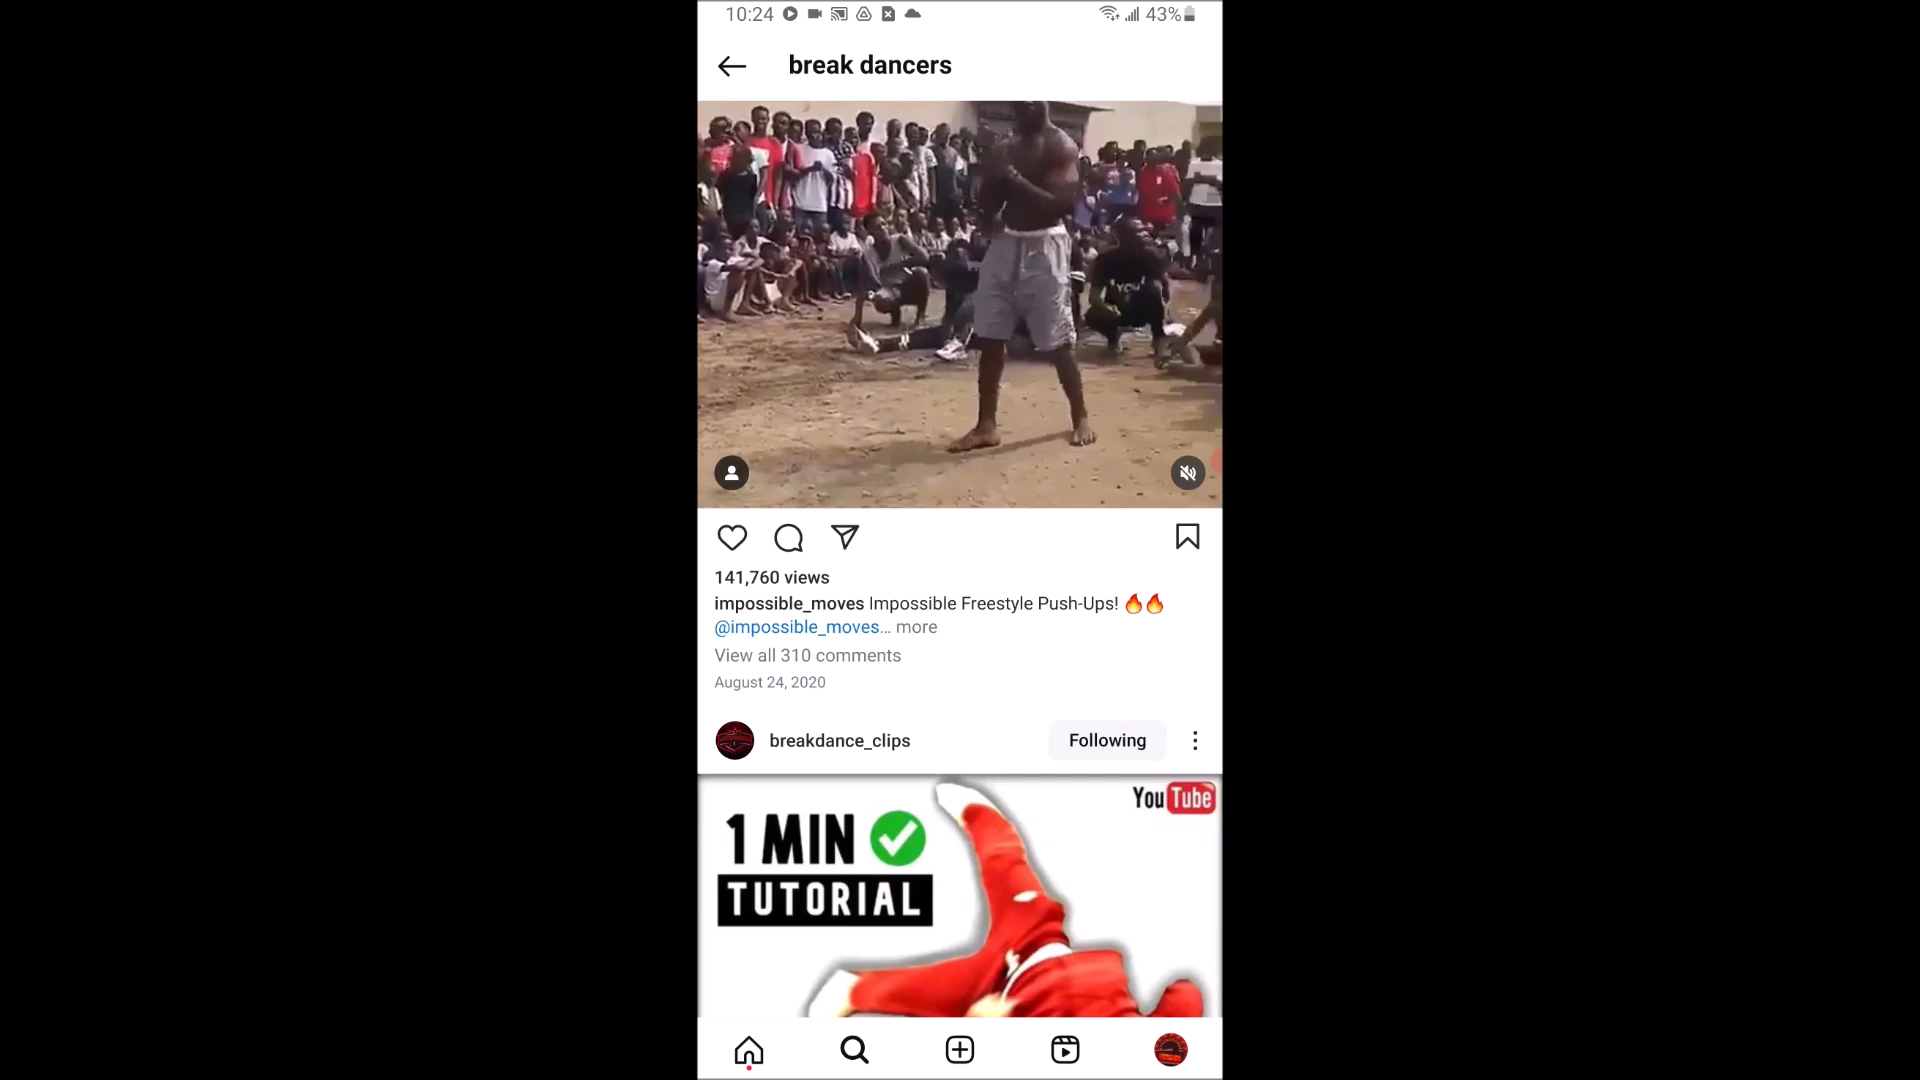 10:24
43%
break dancers
YOU
141,760 views
impossible_moves Impossible Freestyle Push-Ups! 🔥🔥
@impossible_moves... more
View all 310 comments
August 24, 2020
breakdance_clips
Following
YouTube
1 MIN
TUTORIAL